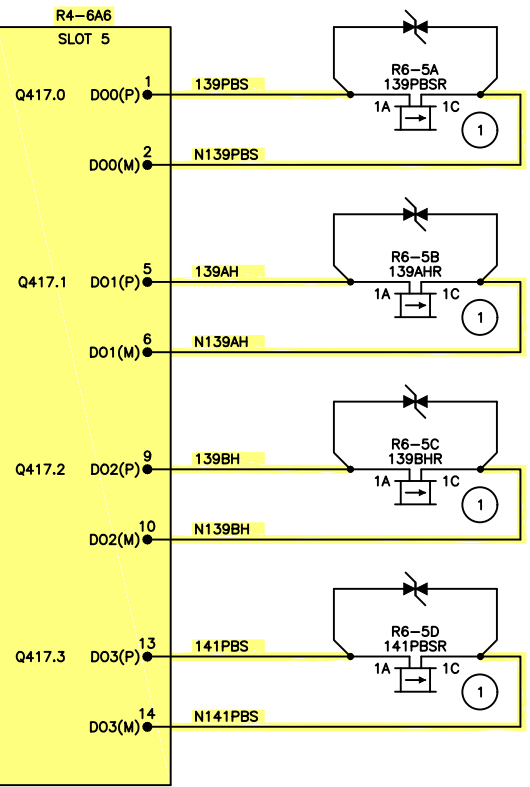 R4-6A6
SLOT 5
Q417.0 DO0(P) 1 139PBS R6-5A
139PBSR
1A 1C
1
DO0(M) 2 N139PBS
Q417.1 DO1(P) 5 139AH R6-5B
139AHR
1A 1C
1
DO1(M) 6 N139AH
Q417.2 DO2(P) 9 139BH R6-5C
139BHR
1A 1C
1
DO2(M) 10 N139BH
Q417.3 DO3(P) 13 141PBS R6-5D
141PBSR
1A 1C
1
DO3(M) 14 N141PBS